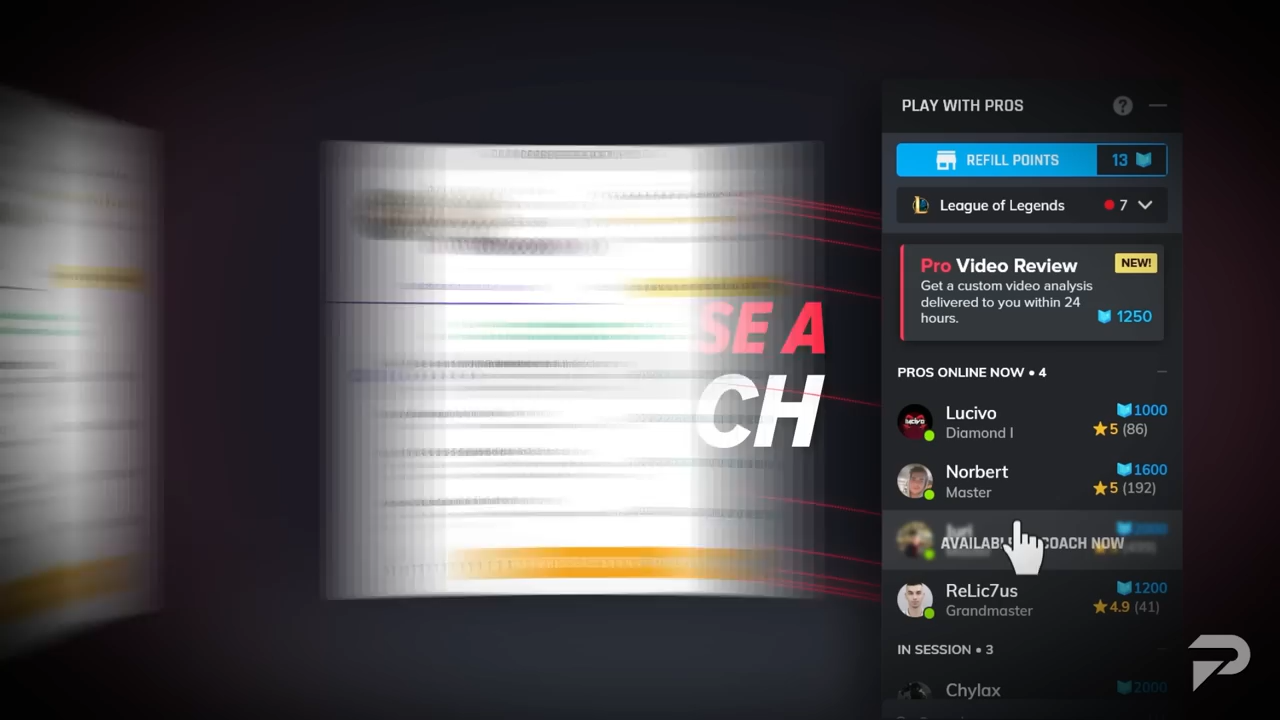 PLAY WITH PROS
REFILL POINTS 13
League of Legends 7
Pro Video Review NEW!
Get a custom video analysis
delivered to you within 24
hours. 1250
SE A
CH
PROS ONLINE NOW • 4
Lucivo 1000
Diamond I 5 (86)
Norbert 1600
Master 5 (192)
COACH NOW
ReLic7us 1200
Grandmaster 4.9 (41)
IN SESSION • 3
Chylax 2000